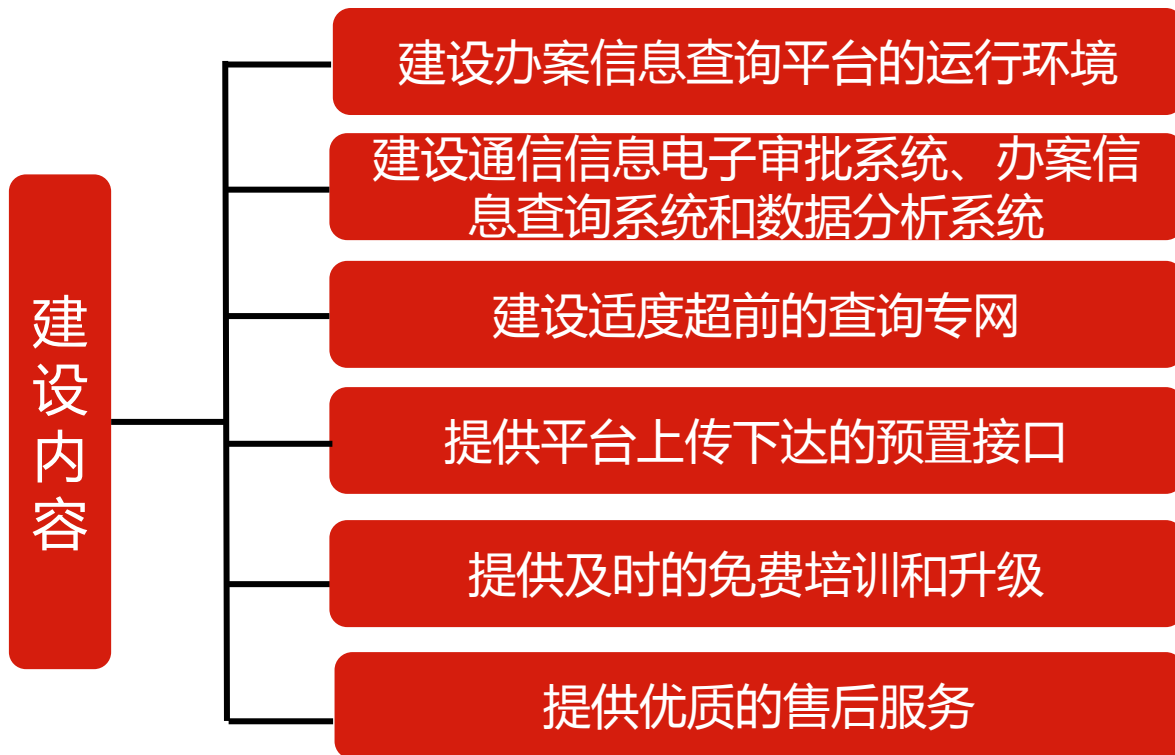 建设内容
建设办案信息查询平台的运行环境
建设通信信息电子审批系统、办案信
息查询系统和数据分析系统
建设适度超前的查询专网
提供平台上传下达的预置接口
提供及时的免费培训和升级
提供优质的售后服务